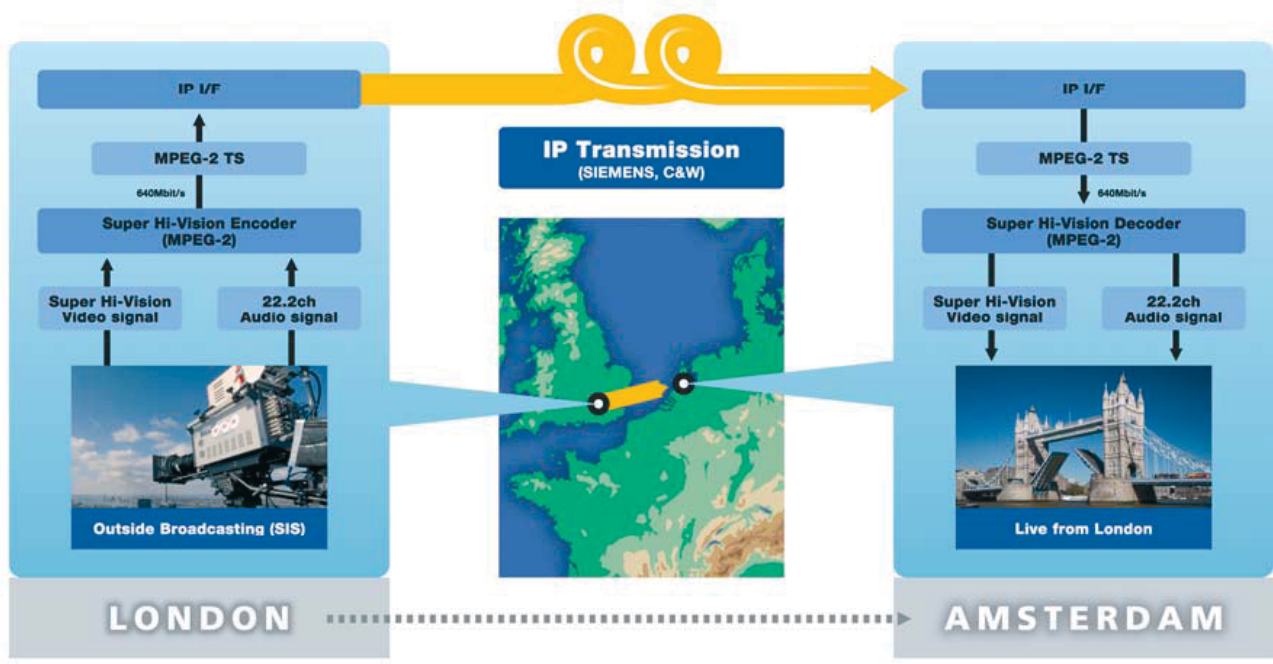 IP I/F
MPEG-2 TS
640Mbit/s
Super Hi-Vision Encoder
(MPEG-2)
Super Hi-Vision
Video signal
22.2ch
Audio signal
Outside Broadcasting (SIS)
LONDON
IP Transmission
(SIEMENS, C&W)
IP I/F
MPEG-2 TS
640Mbit/s
Super Hi-Vision Decoder
(MPEG-2)
Super Hi-Vision
Video signal
22.2ch
Audio signal
Live from London
AMSTERDAM